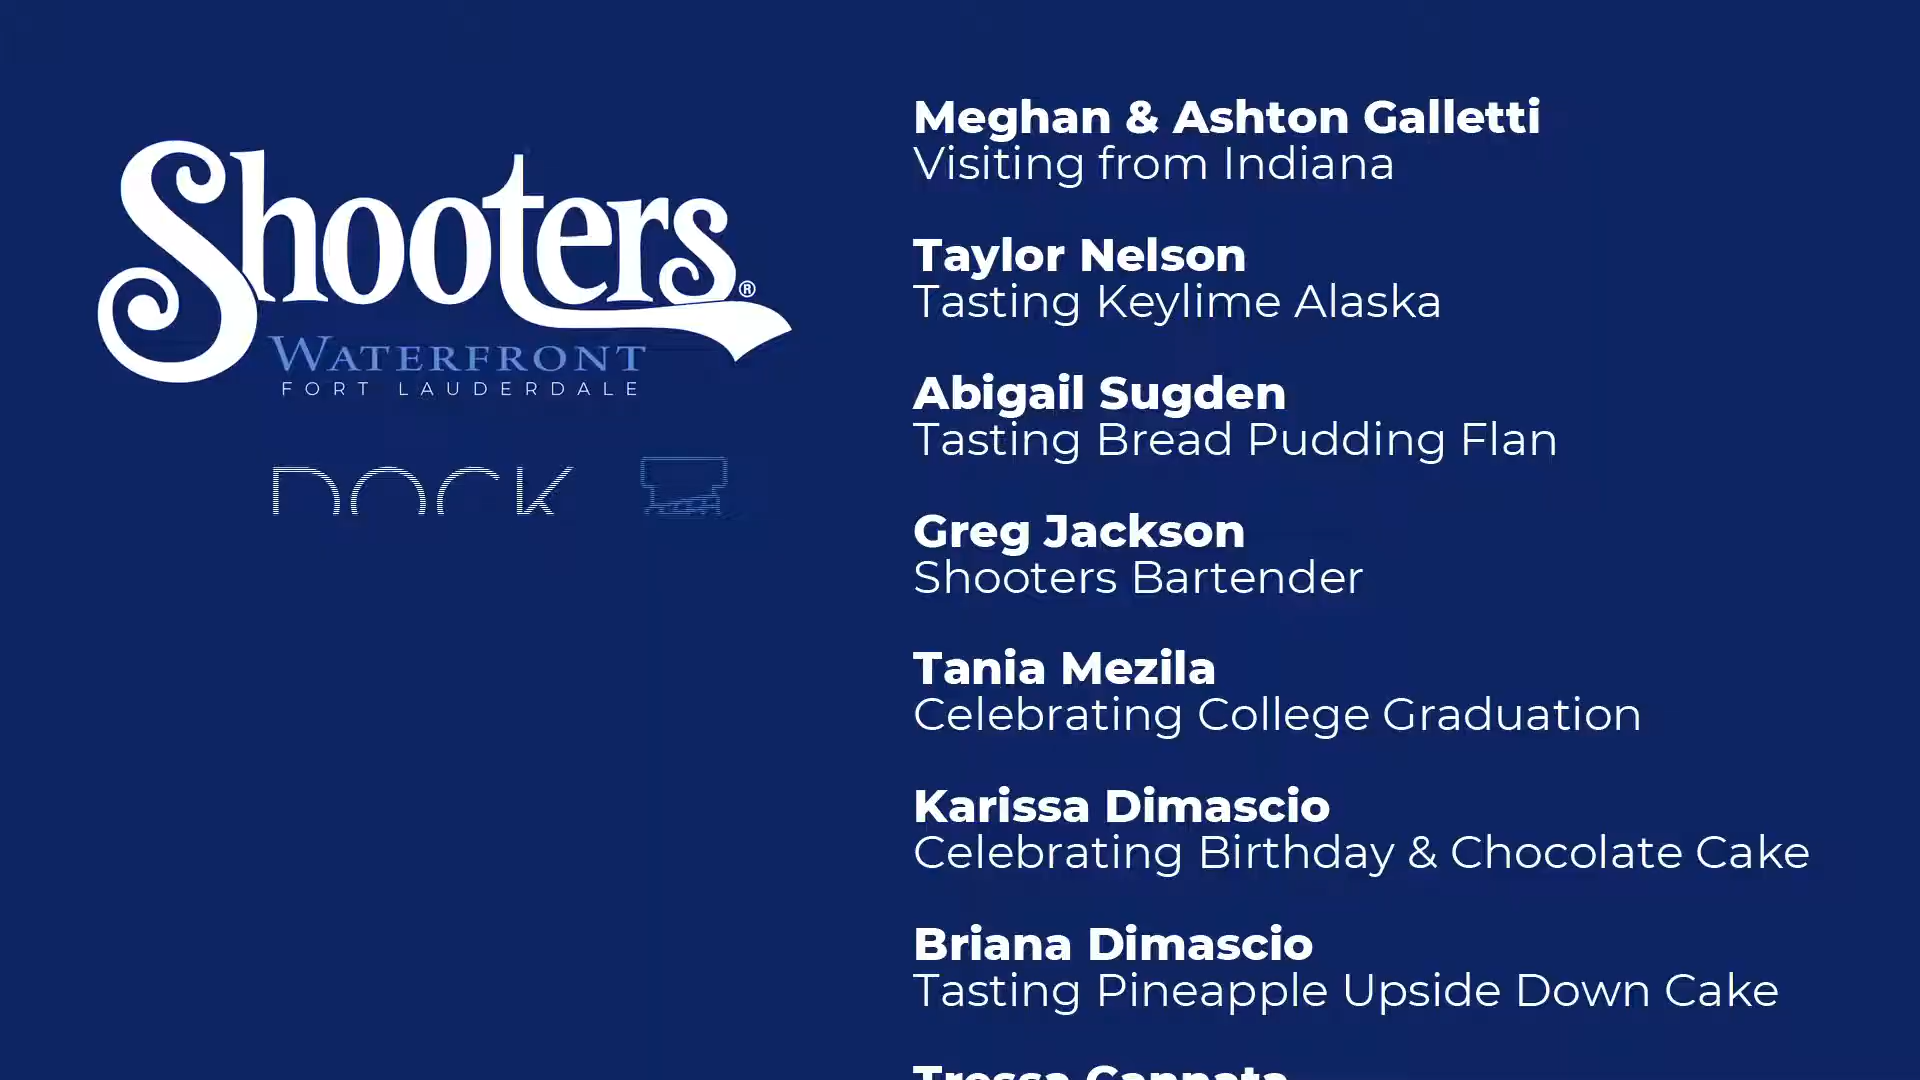 Shooters®
WATERFRONT
FORT LAUDERDALE
DOCK
Meghan & Ashton Galletti
Visiting from Indiana
Taylor Nelson
Tasting Keylime Alaska
Abigail Sugden
Tasting Bread Pudding Flan
Greg Jackson
Shooters Bartender
Tania Mezila
Celebrating College Graduation
Karissa Dimascio
Celebrating Birthday & Chocolate Cake
Briana Dimascio
Tasting Pineapple Upside Down Cake